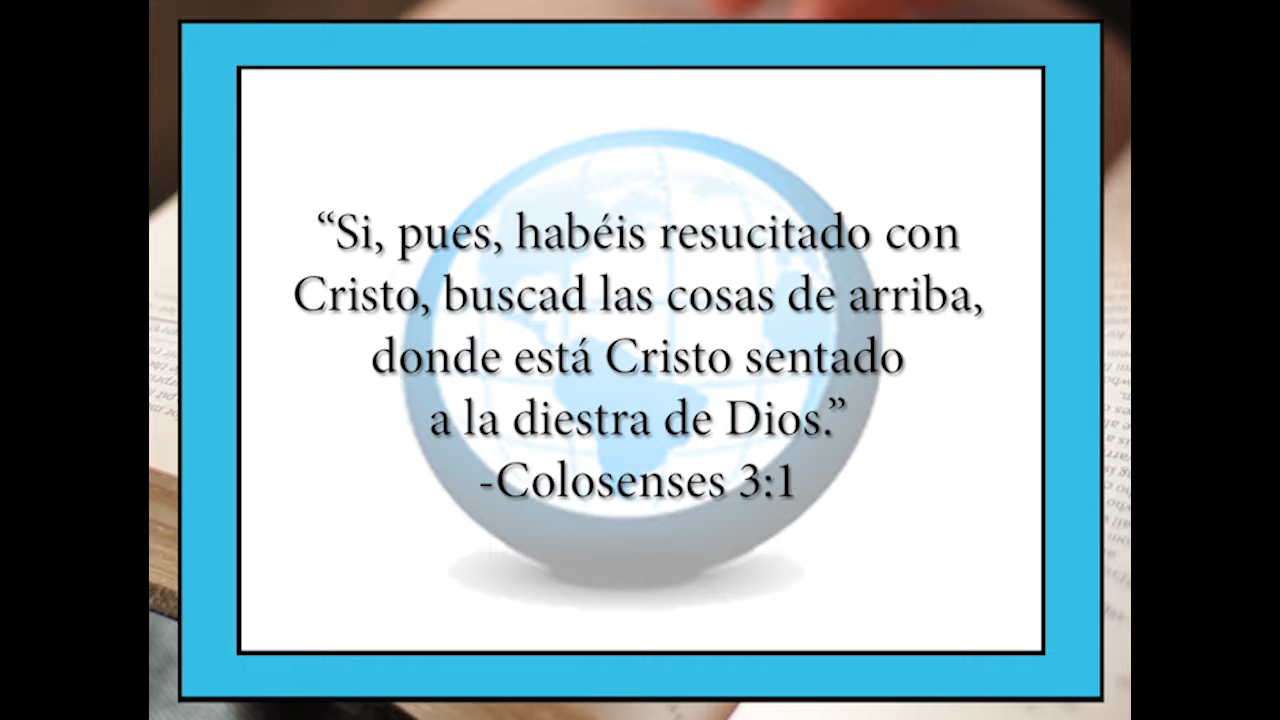 “Si, pues, habéis resucitado con
Cristo, buscad las cosas de arriba,
donde está Cristo sentado
a la diestra de Dios.”
-Colosenses 3:1